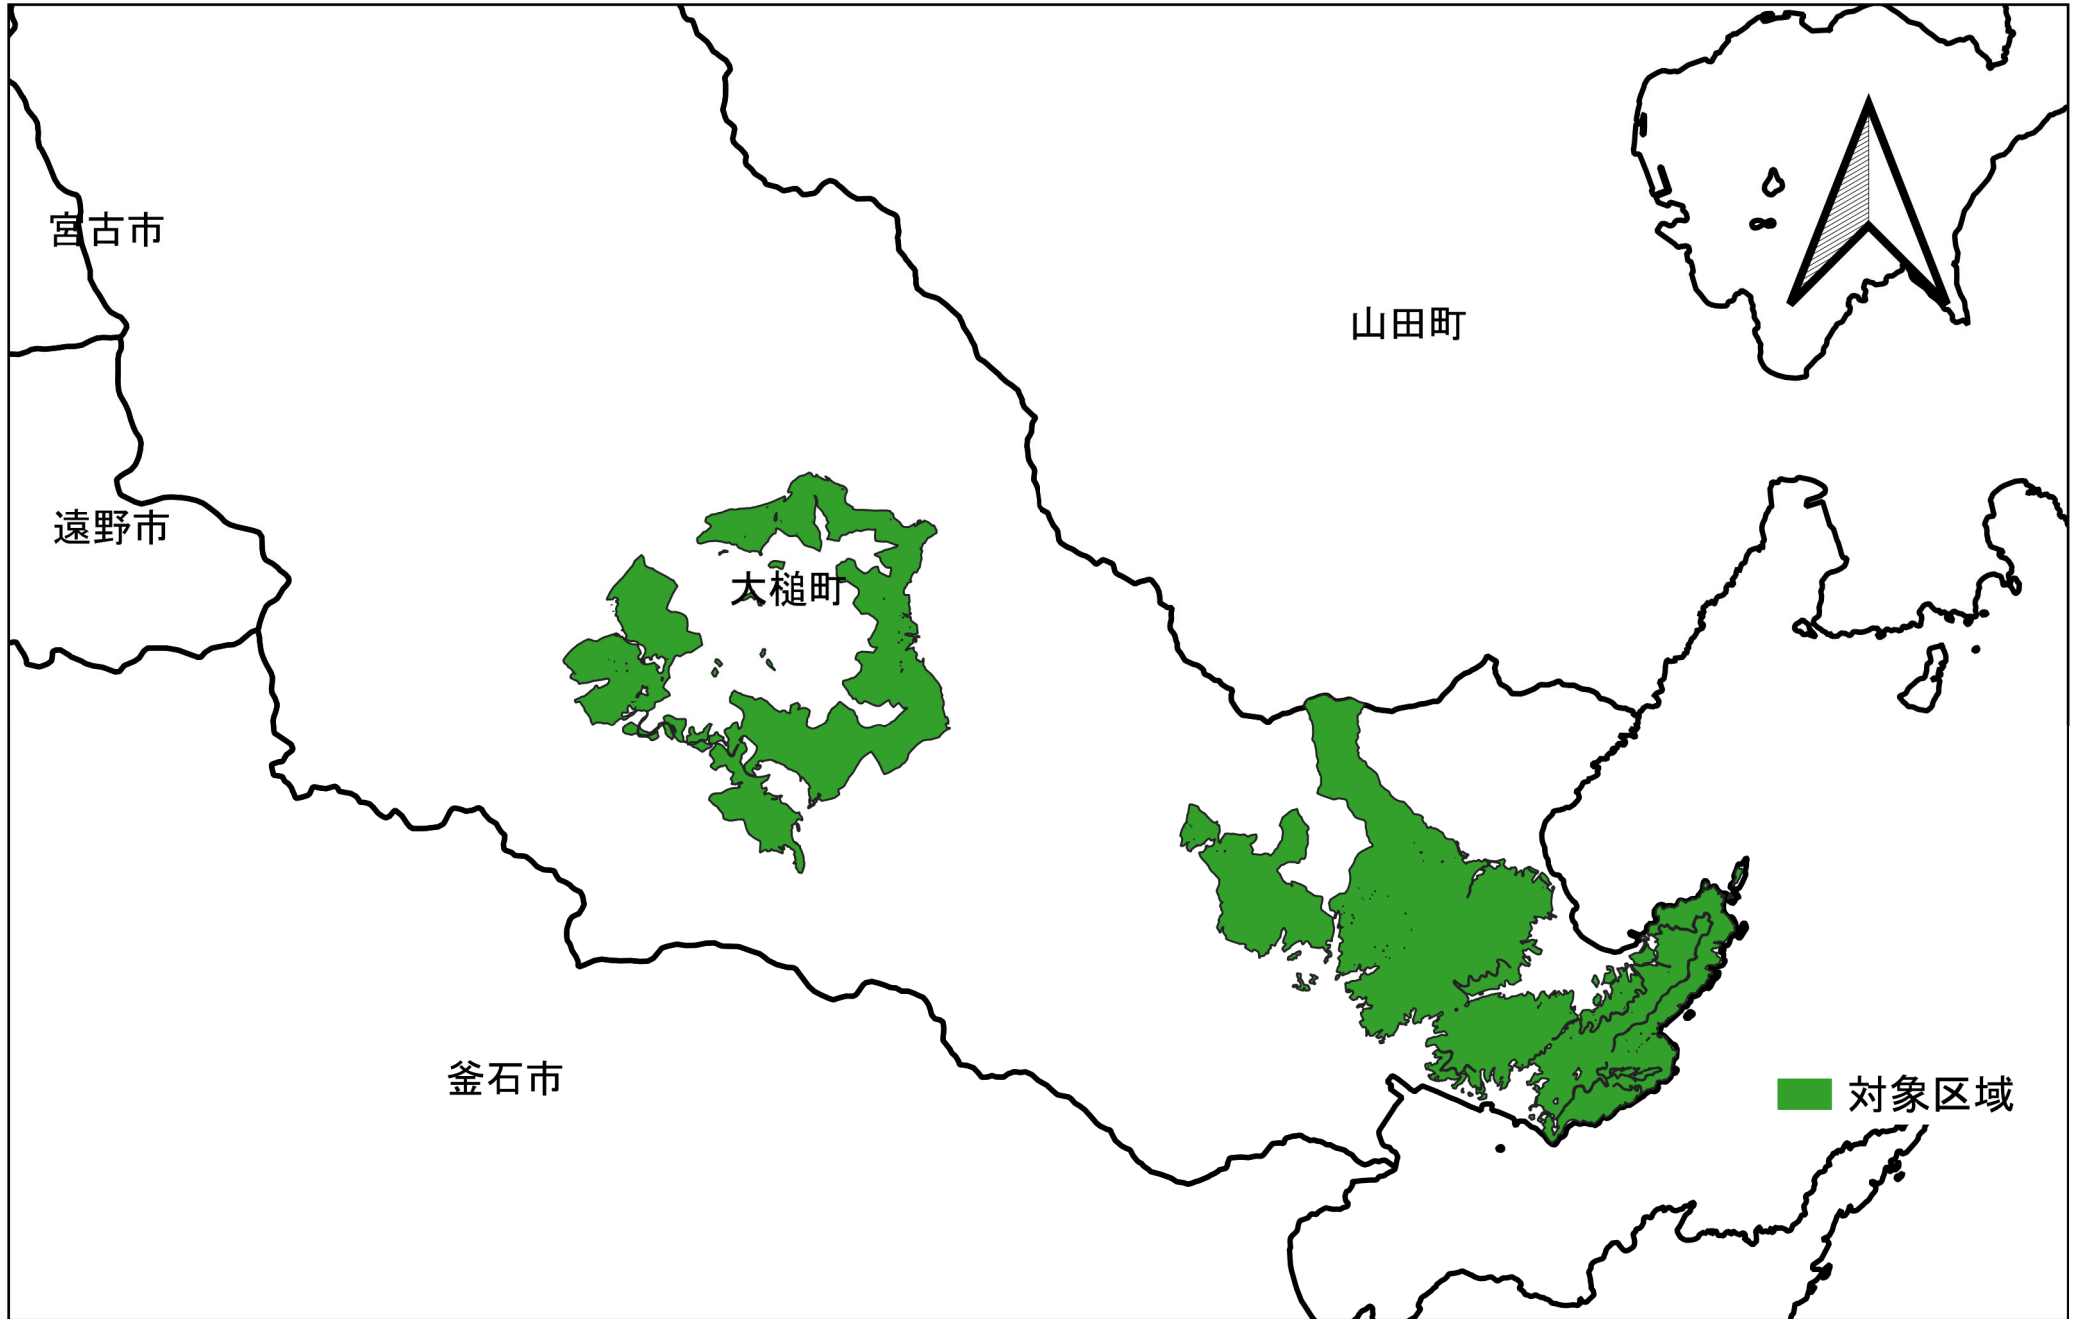 宮古市
山田町
遠野市
大槌町
釜石市
対象区域